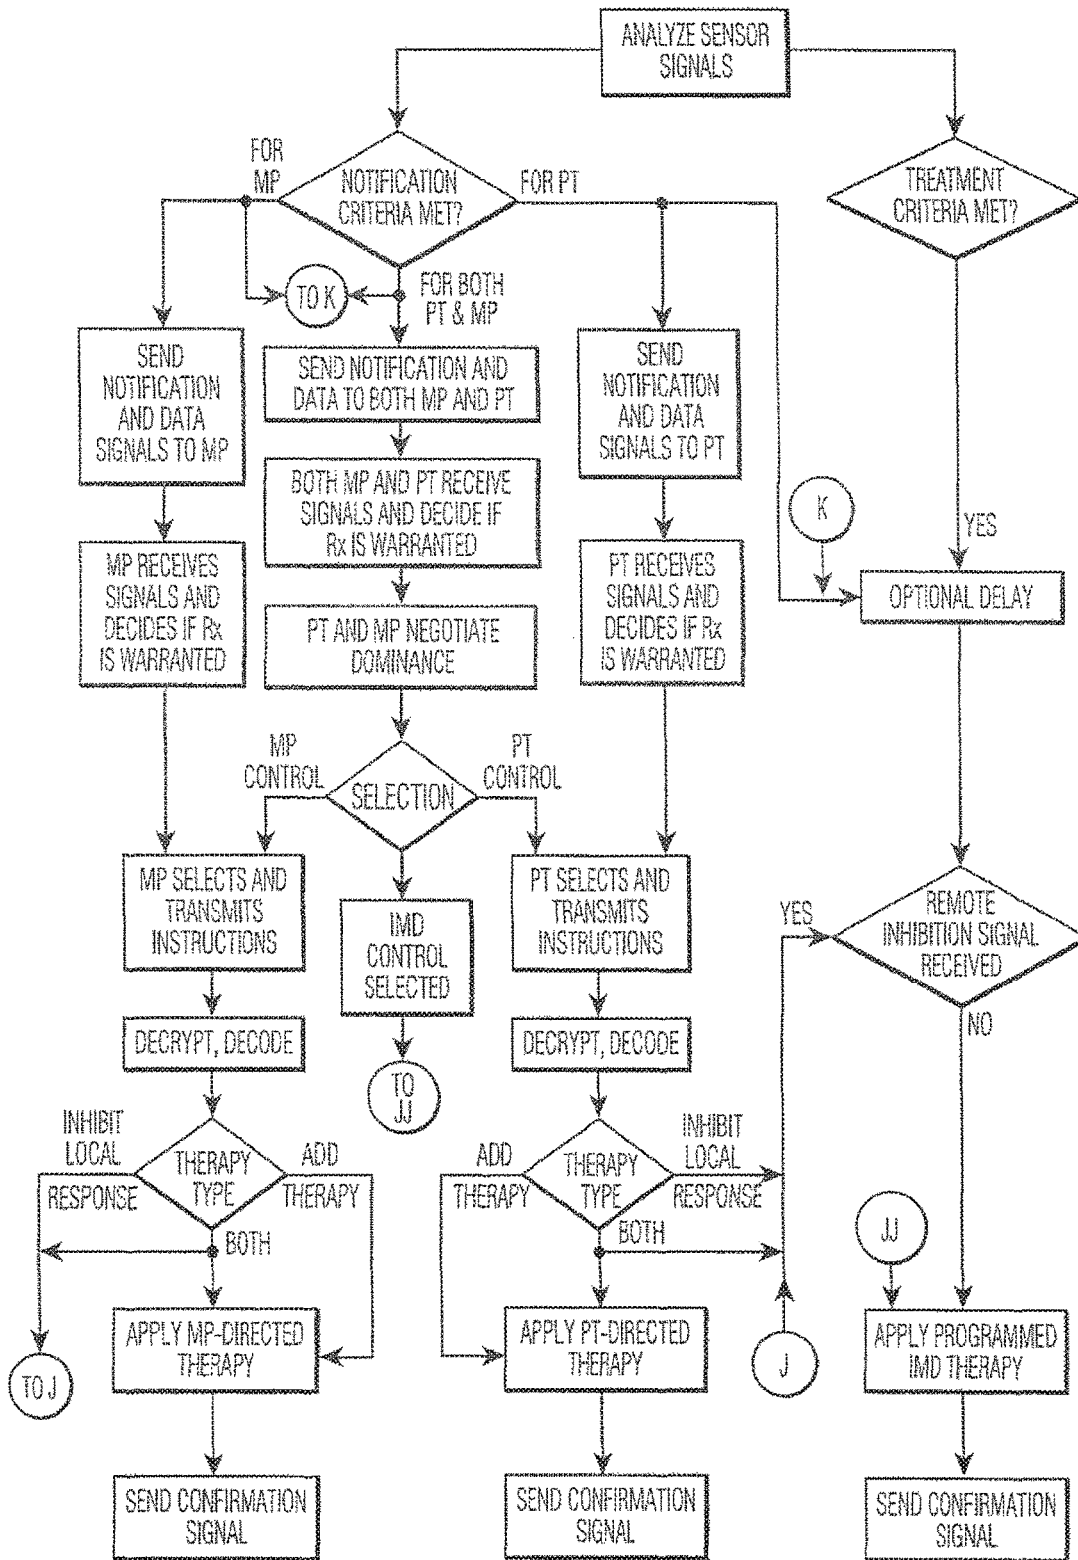 ANALYZE SENSOR
SIGNALS
FOR
MP
NOTIFICATION
CRITERIA MET?
FOR PT
TREATMENT
CRITERIA MET?
TO K
FOR BOTH
PT & MP
SEND
NOTIFICATION
AND DATA
SIGNALS TO MP
SEND NOTIFICATION AND
DATA TO BOTH MP AND PT
SEND
NOTIFICATION
AND DATA
SIGNALS TO PT
BOTH MP AND PT RECEIVE
SIGNALS AND DECIDE IF
Rx IS WARRANTED
K
YES
MP RECEIVES
SIGNALS AND
DECIDES IF Rx
IS WARRANTED
PT RECEIVES
SIGNALS AND
DECIDES IF Rx
IS WARRANTED
OPTIONAL DELAY
PT AND MP NEGOTIATE
DOMINANCE
MP
CONTROL
SELECTION
PT
CONTROL
MP SELECTS AND
TRANSMITS
INSTRUCTIONS
IMD
CONTROL
SELECTED
PT SELECTS AND
TRANSMITS
INSTRUCTIONS
YES
REMOTE
INHIBITION SIGNAL
RECEIVED
NO
DECRYPT, DECODE
TO
JJ
DECRYPT, DECODE
INHIBIT
LOCAL
RESPONSE
THERAPY
TYPE
ADD
THERAPY
BOTH
ADD
THERAPY
THERAPY
TYPE
INHIBIT
LOCAL
RESPONSE
BOTH
JJ
TO J
APPLY MP-DIRECTED
THERAPY
APPLY PT-DIRECTED
THERAPY
J
APPLY PROGRAMMED
IMD THERAPY
SEND CONFIRMATION
SIGNAL
SEND CONFIRMATION
SIGNAL
SEND CONFIRMATION
SIGNAL